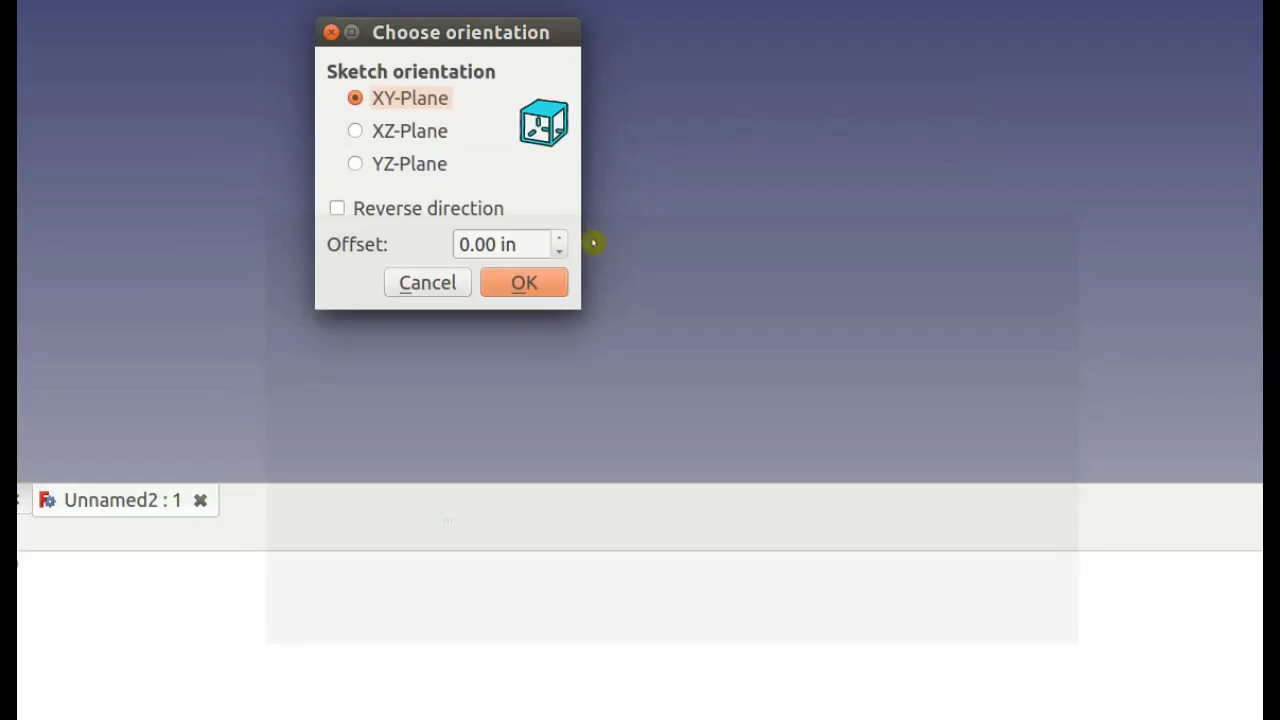 Choose orientation
Sketch orientation
XY-Plane
XZ-Plane
YZ-Plane
Reverse direction
Offset: 0.00 in
Cancel OK
Unnamed2 : 1